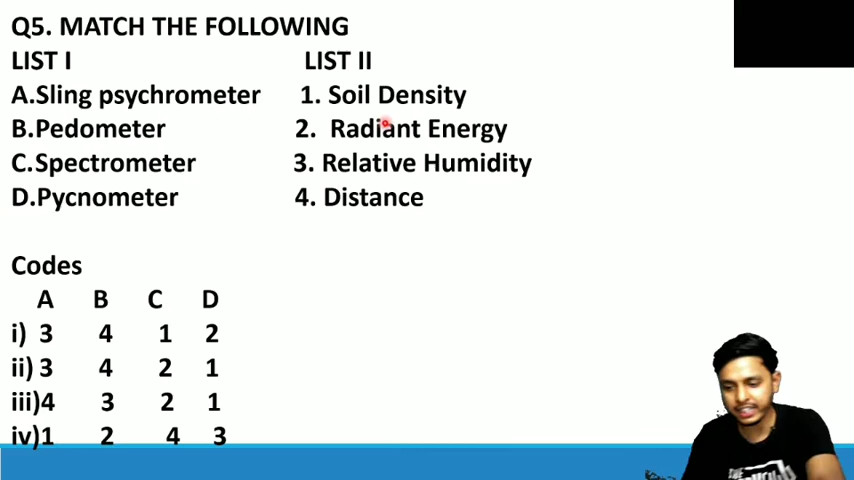 Q5. MATCH THE FOLLOWING
LIST I LIST II
A.Sling psychrometer 1. Soil Density
B.Pedometer 2. Radiant Energy
C.Spectrometer 3. Relative Humidity
D.Pycnometer 4. Distance
Codes
A B C D
i) 3 4 1 2
ii) 3 4 2 1
iii)4 3 2 1
iv)1 2 4 3
THE